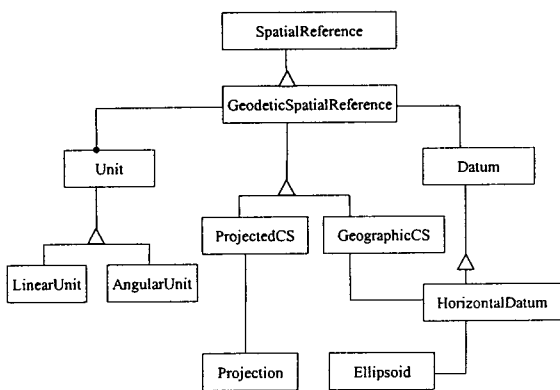 SpatialReference
GeodeticSpatialReference
Unit
Datum
ProjectedCS
GeographicCS
LinearUnit
AngularUnit
HorizontalDatum
Projection
Ellipsoid